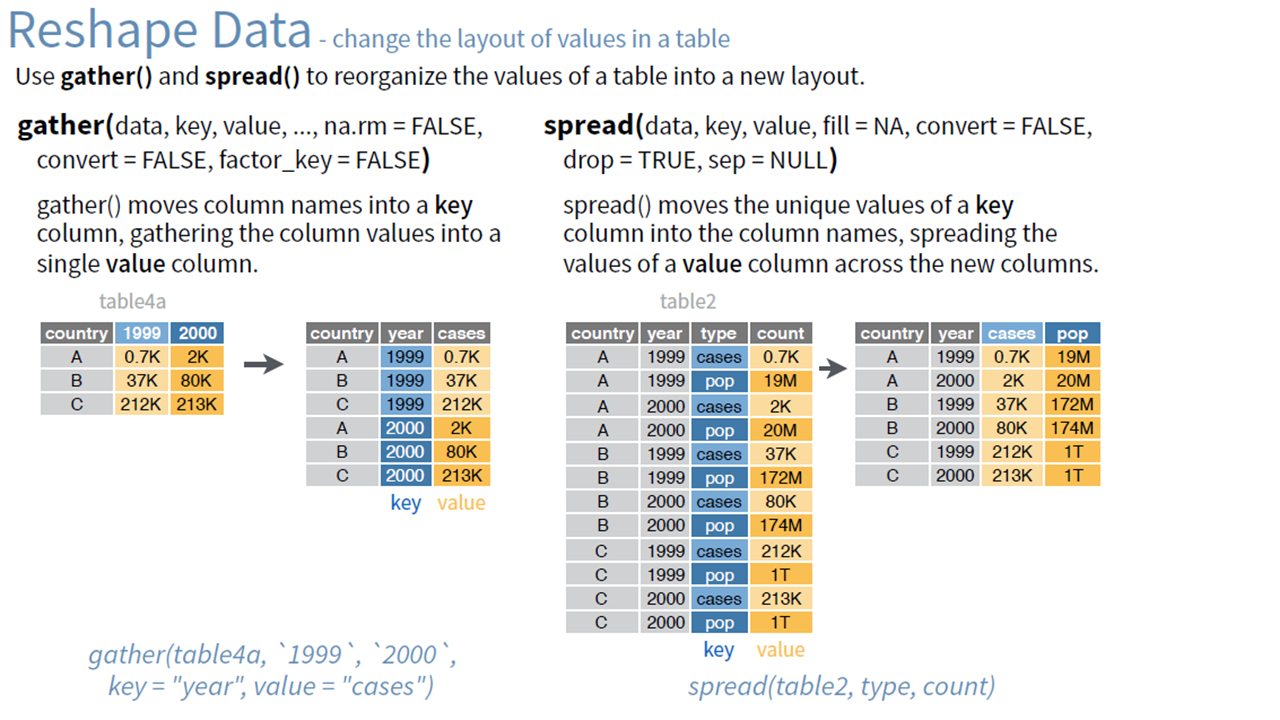 Reshape Data - change the layout of values in a table
Use gather() and spread() to reorganize the values of a table into a new layout.
gather(data, key, value, ..., na.rm = FALSE,
convert = FALSE, factor_key = FALSE)
gather() moves column names into a key
column, gathering the column values into a
single value column.
table4a
country 1999 2000
A 0.7K 2K
B 37K 80K
C 212K 213K
country year cases
A 1999 0.7K
B 1999 37K
C 1999 212K
A 2000 2K
B 2000 80K
C 2000 213K
key value
gather(table4a, `1999`, `2000`,
key = "year", value = "cases")
spread(data, key, value, fill = NA, convert = FALSE,
drop = TRUE, sep = NULL)
spread() moves the unique values of a key
column into the column names, spreading the
values of a value column across the new columns.
table2
country year type count
A 1999 cases 0.7K
A 1999 pop 19M
A 2000 cases 2K
A 2000 pop 20M
B 1999 cases 37K
B 1999 pop 172M
B 2000 cases 80K
B 2000 pop 174M
C 1999 cases 212K
C 1999 pop 1T
C 2000 cases 213K
C 2000 pop 1T
key value
country year cases pop
A 1999 0.7K 19M
A 2000 2K 20M
B 1999 37K 172M
B 2000 80K 174M
C 1999 212K 1T
C 2000 213K 1T
spread(table2, type, count)